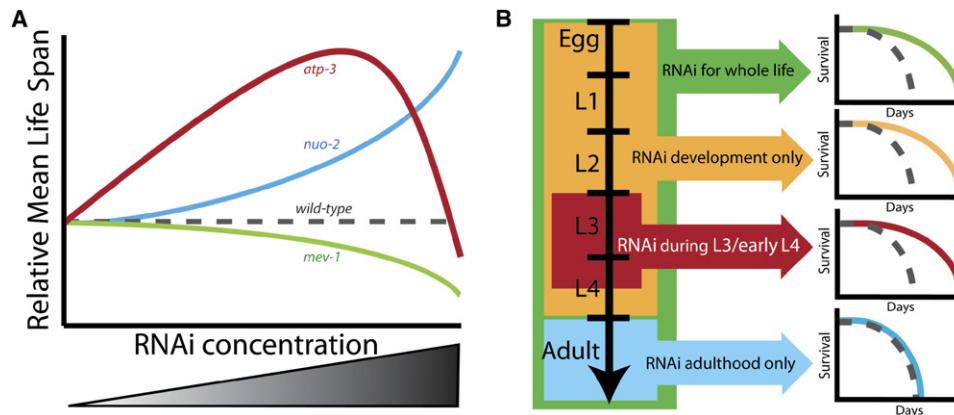 A
Relative Mean Life Span
atp-3
nuo-2
wild-type
mev-1
RNAi concentration
B
Egg
L1
L2
L3
L4
Adult
RNAi for whole life
RNAi development only
RNAi during L3/early L4
RNAi adulthood only
Survival
Days
Survival
Days
Survival
Days
Survival
Days